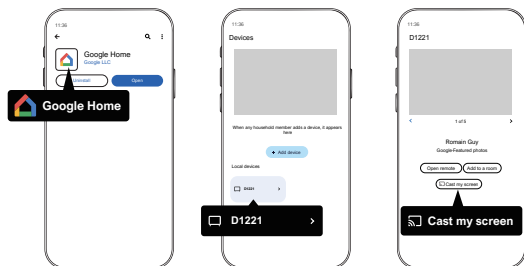 11:36
Google Home
Google LLC
Uninstall
Open
Google Home
11:36
Devices
When any household member adds a device, it appears
here
+ Add device
Local devices
D1221
D1221
11:36
D1221
1 of 8
Romain Guy
Google Featured photos
Open remote
Add to a room
Cast my screen
Cast my screen